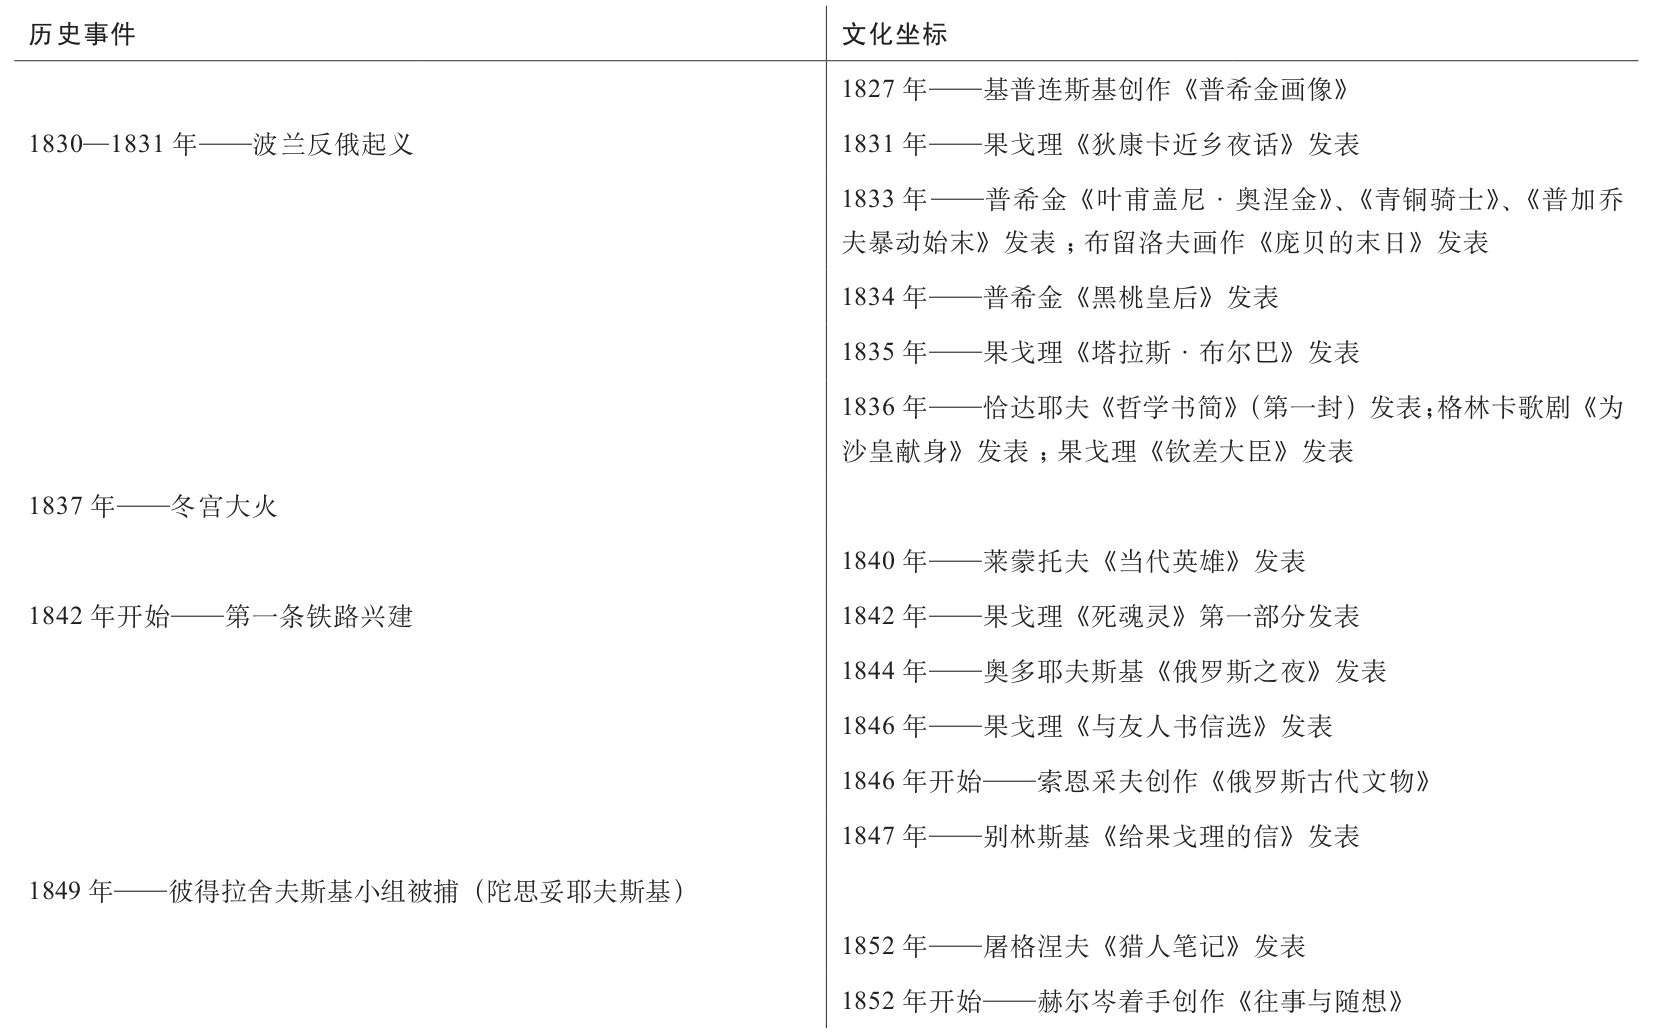 历史事件 文化坐标
1827 年——基普连斯基创作《普希金画像》
1830—1831 年——波兰反俄起义 1831 年——果戈理《狄康卡近乡夜话》发表
1833 年——普希金《叶甫盖尼·奥涅金》、《青铜骑士》、《普加乔
夫暴动始末》发表；布留洛夫画作《庞贝的末日》发表
1834 年——普希金《黑桃皇后》发表
1835 年——果戈理《塔拉斯·布尔巴》发表
1836 年——恰达耶夫《哲学书简》（第一封）发表；格林卡歌剧《为
沙皇献身》发表；果戈理《钦差大臣》发表
1837 年——冬宫大火
1840 年——莱蒙托夫《当代英雄》发表
1842 年开始——第一条铁路兴建 1842 年——果戈理《死魂灵》第一部分发表
1844 年——奥多耶夫斯基《俄罗斯之夜》发表
1846 年——果戈理《与友人书信选》发表
1846 年开始——索恩采夫创作《俄罗斯古代文物》
1847 年——别林斯基《给果戈理的信》发表
1849 年——彼得拉舍夫斯基小组被捕（陀思妥耶夫斯基）
1852 年——屠格涅夫《猎人笔记》发表
1852 年开始——赫尔岑着手创作《往事与随想》